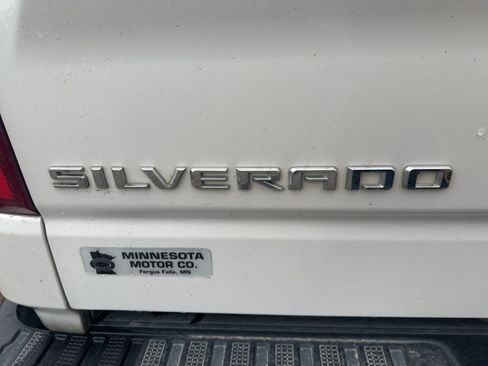 SILVERADO
MINNESOTA
MOTOR CO.
Fergus Falls, MN